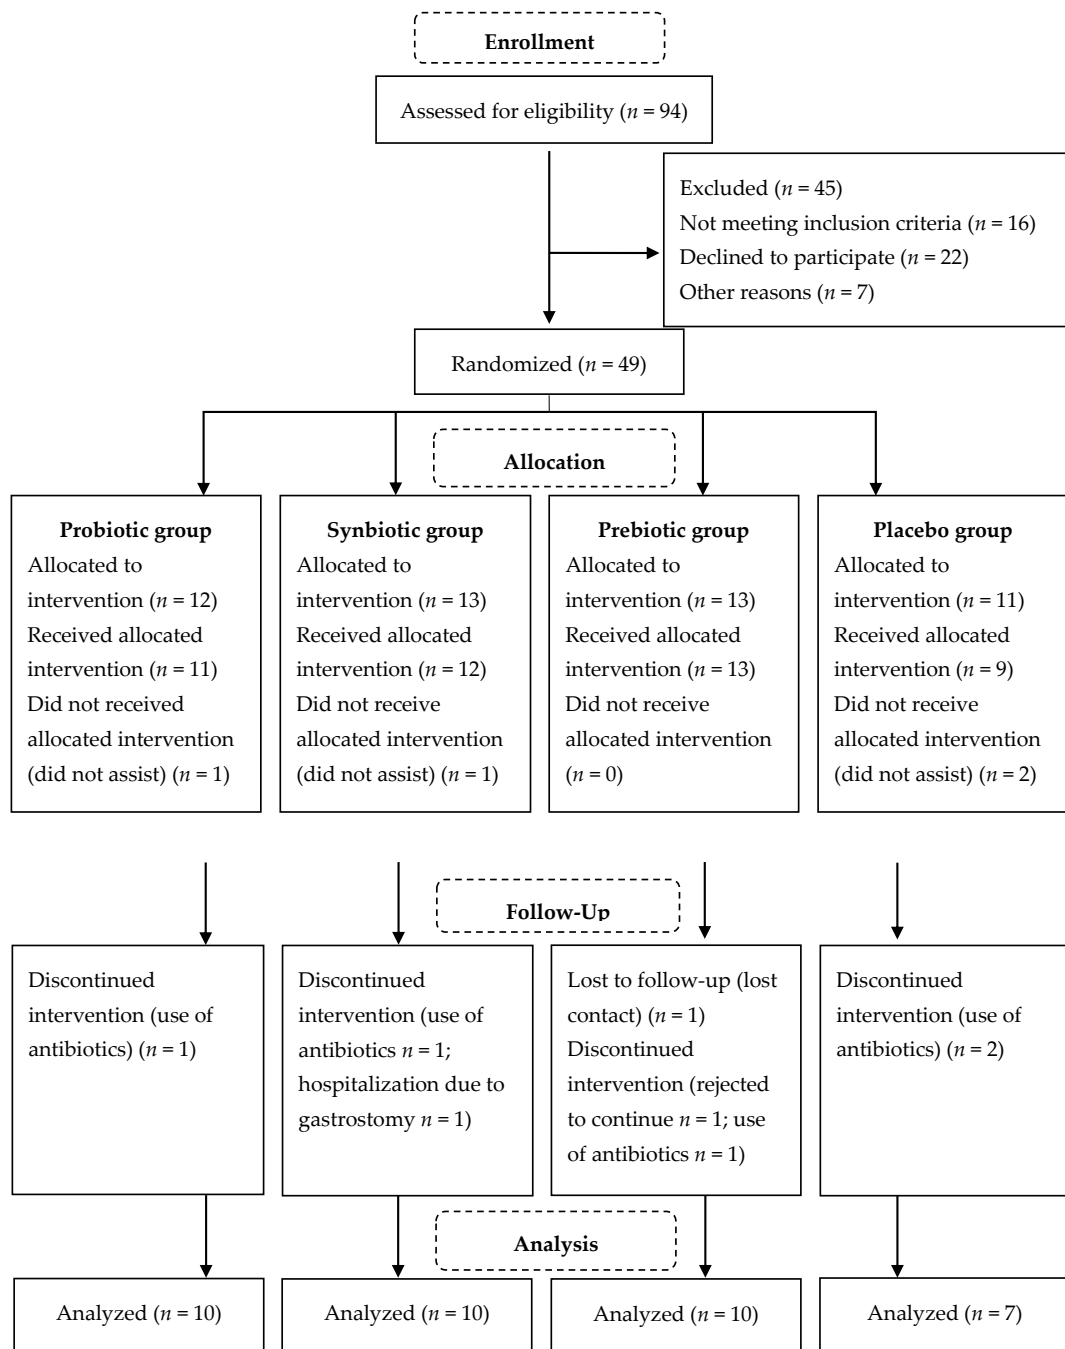 Enrollment
Assessed for eligibility (n = 94)
Excluded (n = 45)
Not meeting inclusion criteria (n = 16)
Declined to participate (n = 22)
Other reasons (n = 7)
Randomized (n = 49)
Allocation
Probiotic group
Allocated to
intervention (n = 12)
Received allocated
intervention (n = 11)
Did not received
allocated intervention
(did not assist) (n = 1)
Synbiotic group
Allocated to
intervention (n = 13)
Received allocated
intervention (n = 12)
Did not receive
allocated intervention
(did not assist) (n = 1)
Prebiotic group
Allocated to
intervention (n = 13)
Received allocated
intervention (n = 13)
Did not receive
allocated intervention
(n = 0)
Placebo group
Allocated to
intervention (n = 11)
Received allocated
intervention (n = 9)
Did not receive
allocated intervention
(did not assist) (n = 2)
Follow-Up
Discontinued
intervention (use of
antibiotics) (n = 1)
Discontinued
intervention (use of
antibiotics n = 1;
hospitalization due to
gastrostomy n = 1)
Lost to follow-up (lost
contact) (n = 1)
Discontinued
intervention (rejected
to continue n = 1; use
of antibiotics n = 1)
Discontinued
intervention (use of
antibiotics) (n = 2)
Analysis
Analyzed (n = 10)
Analyzed (n = 10)
Analyzed (n = 10)
Analyzed (n = 7)